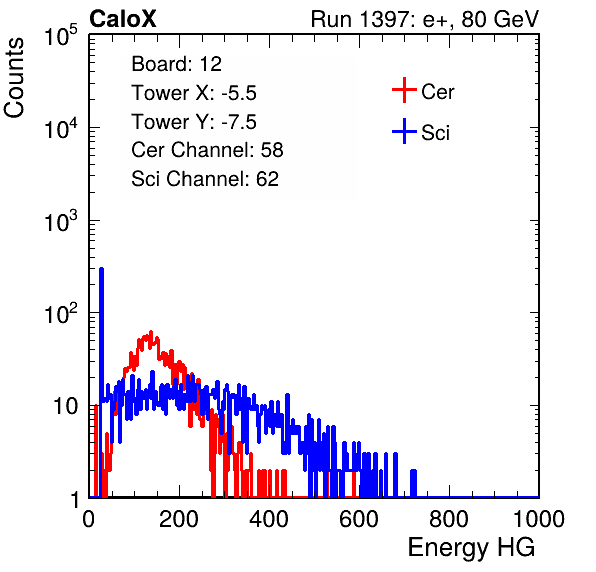 CaloX Run 1397: e+, 80 GeV
Counts
Board: 12
Tower X: -5.5
Tower Y: -7.5
Cer Channel: 58
Sci Channel: 62
Cer
Sci
10^5
10^4
10^3
10^2
10
1
0 200 400 600 800 1000
Energy HG